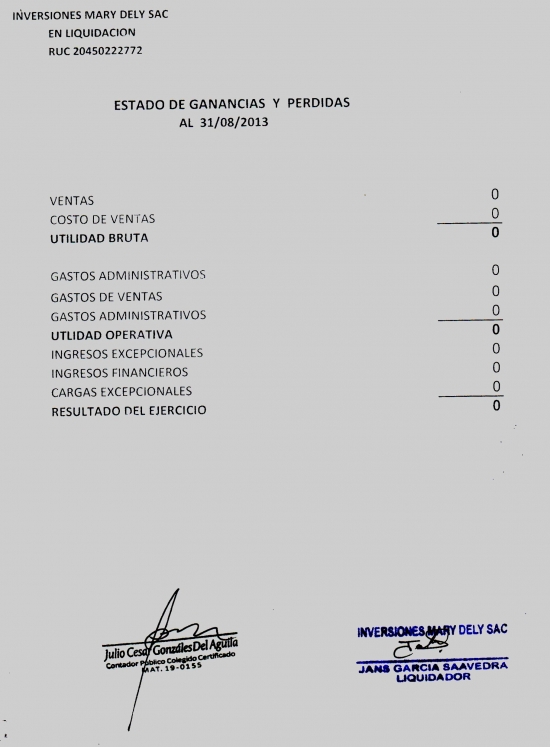 INVERSIONES MARY DELY SAC
EN LIQUIDACION
RUC 20450222772
ESTADO DE GANANCIAS Y PERDIDAS
AL 31/08/2013
VENTAS 0
COSTO DE VENTAS 0
UTILIDAD BRUTA 0
GASTOS ADMINISTRATIVOS 0
GASTOS DE VENTAS 0
GASTOS ADMINISTRATIVOS 0
UTLIDAD OPERATIVA 0
INGRESOS EXCEPCIONALES 0
INGRESOS FINANCIEROS 0
CARGAS EXCEPCIONALES 0
RESULTADO DEL EJERCICIO 0
Julio Cesar Gonzáles Del Aguila
Contador Público Colegido Certificado
MAT. 19-0155
INVERSIONES MARY DELY SAC
JANS GARCIA SAAVEDRA
LIQUIDADOR